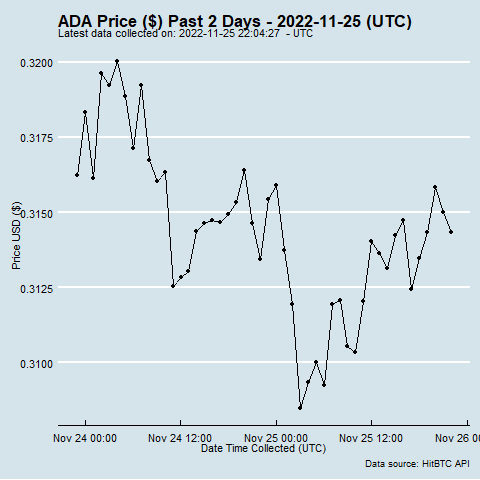 ADA Price ($) Past 2 Days - 2022-11-25 (UTC)
Latest data collected on: 2022-11-25 22:04:27 - UTC
0.3200
0.3175
0.3150
0.3125
0.3100
Price USD ($)
Nov 24 00:00 Nov 24 12:00 Nov 25 00:00 Nov 25 12:00 Nov 26 0
Date Time Collected (UTC)
Data source: HitBTC API